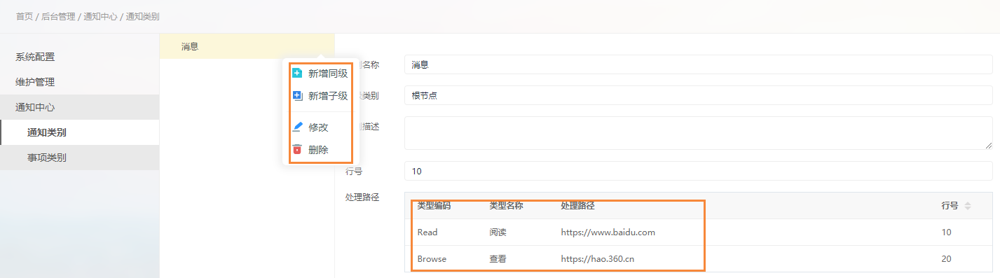 首页 / 后台管理 / 通知中心 / 通知类别
系统配置
维护管理
通知中心
通知类别
事项类别
消息
新增同级
新增子级
修改
删除
名称 消息
类别 根节点
描述
行号 10
处理路径
类型编码 类型名称 处理路径 行号
Read 阅读 https://www.baidu.com 10
Browse 查看 https://hao.360.cn 20